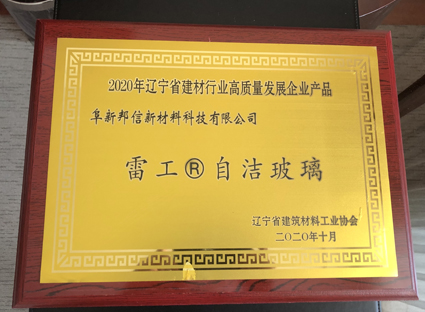 2020年辽宁省建材行业高质量发展企业产品
阜新邦信新材料科技有限公司
雷工®自洁玻璃
辽宁省建筑材料工业协会
二〇二〇年十月